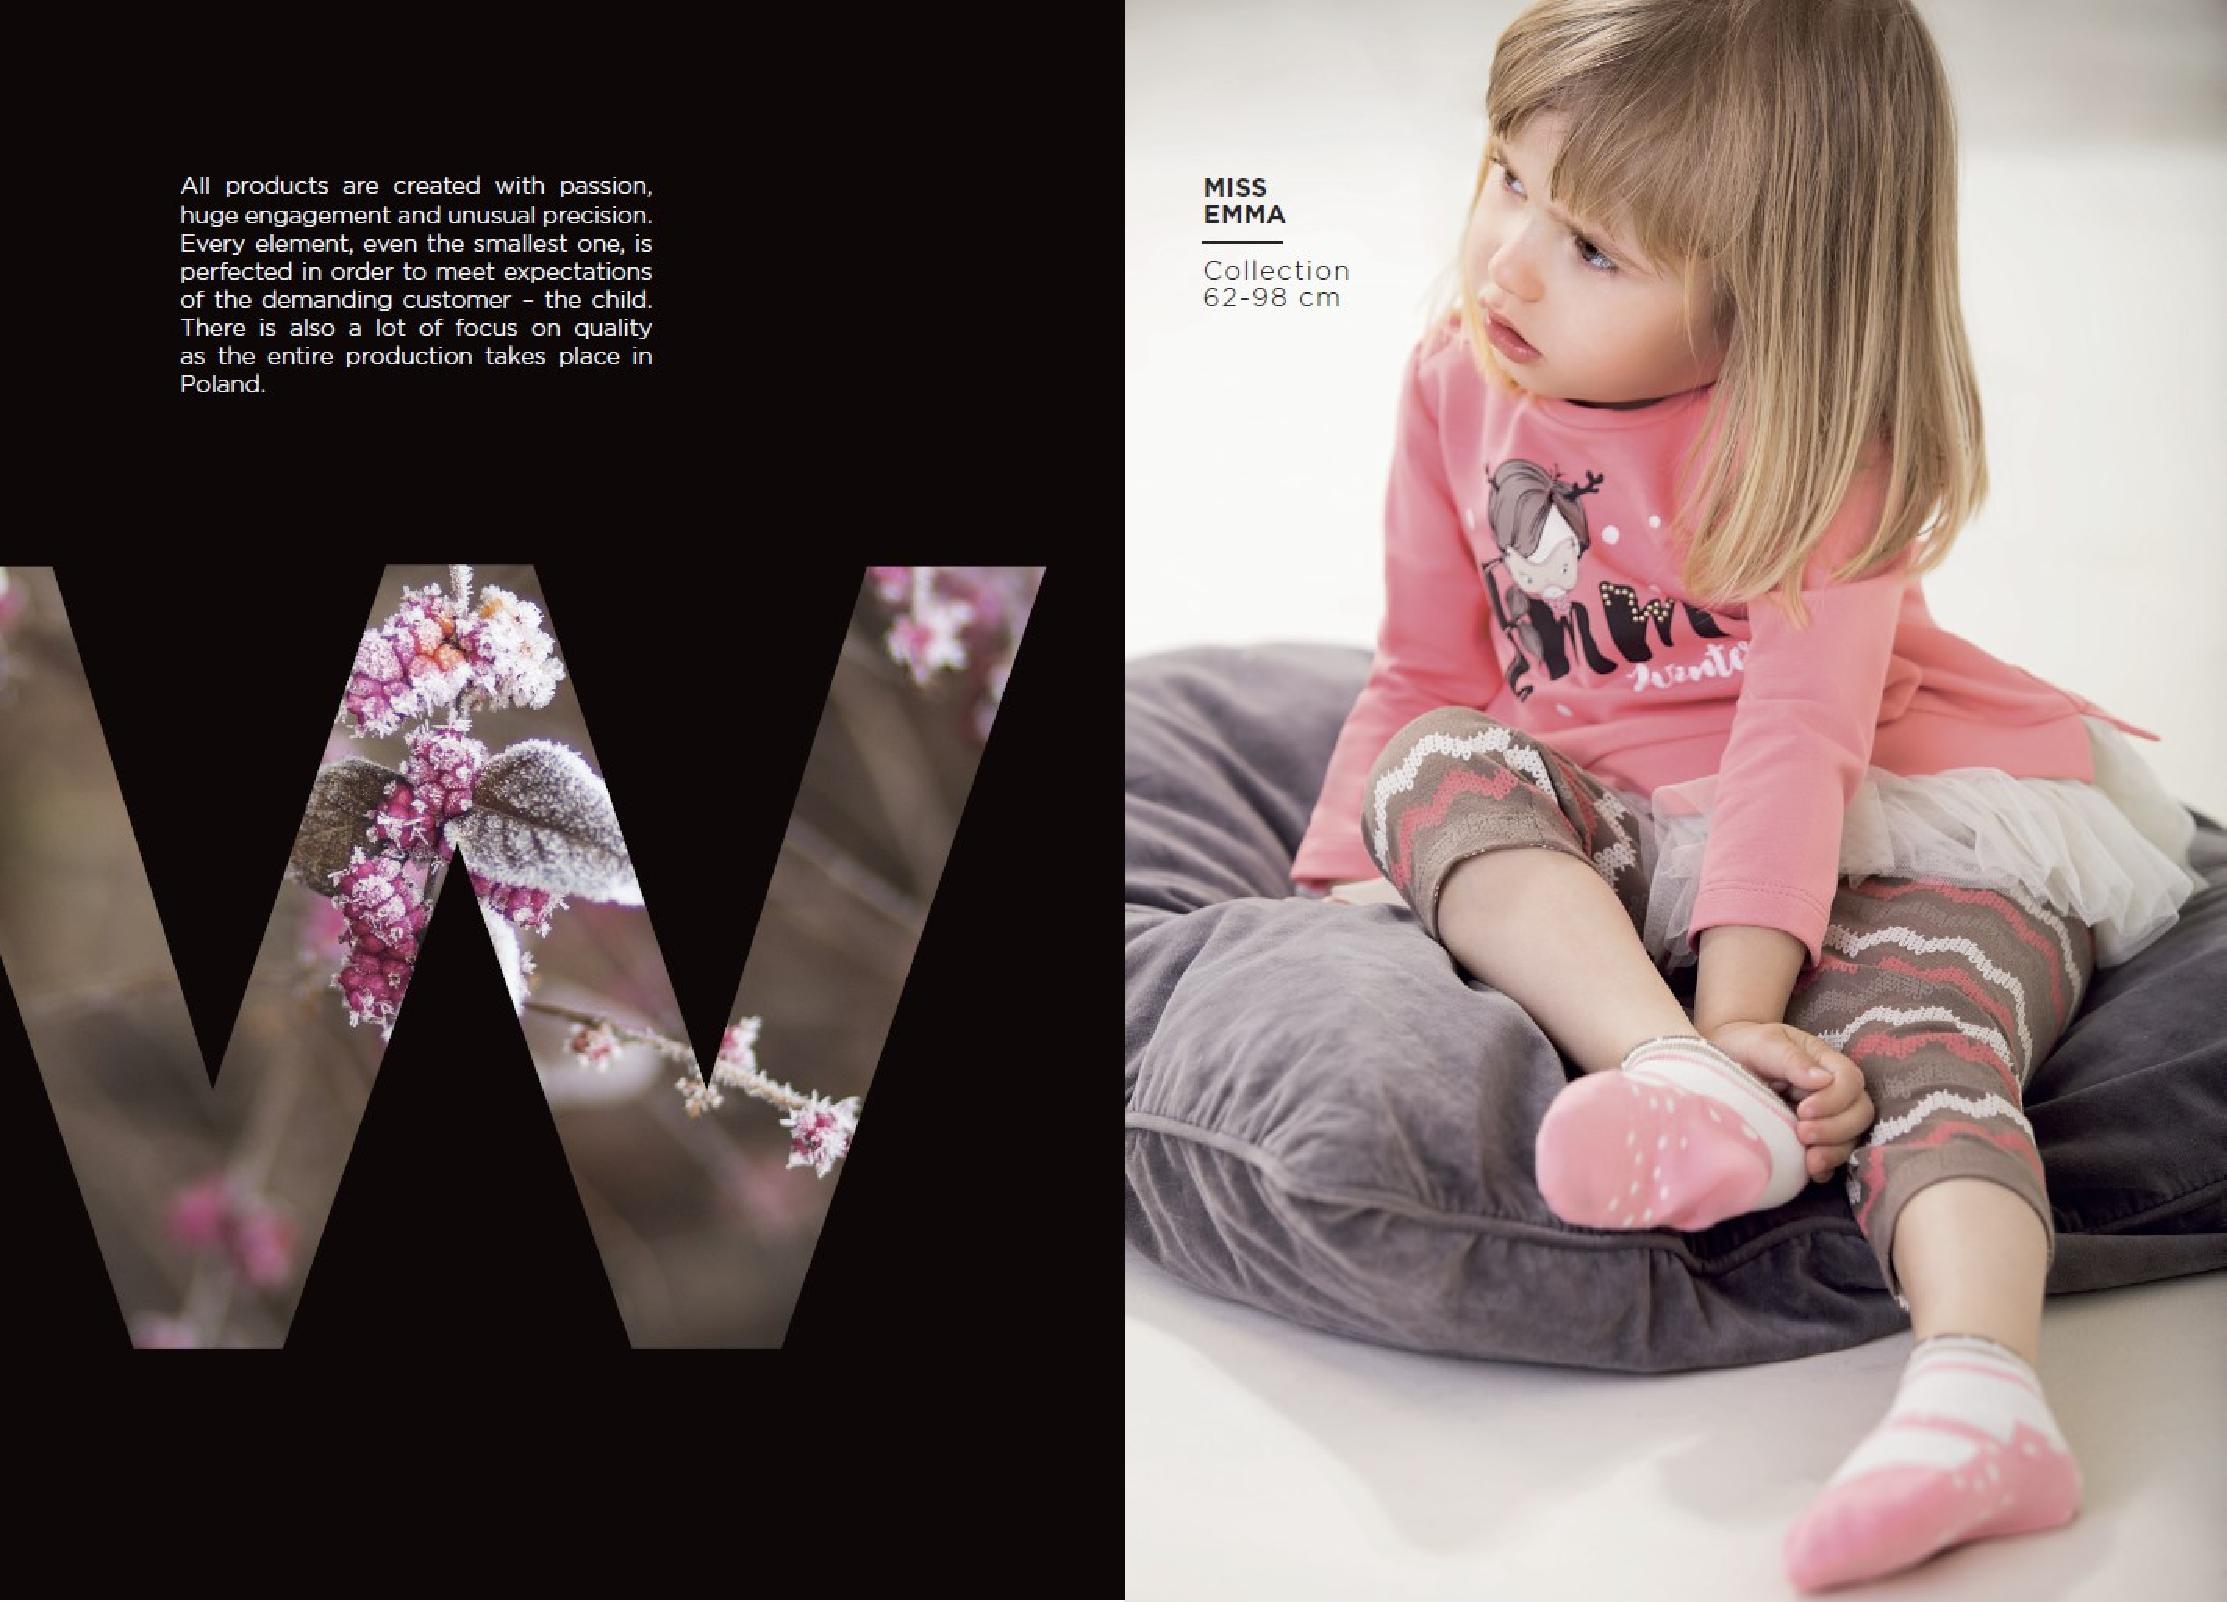 All products are created with passion,
huge engagement and unusual precision.
Every element, even the smallest one, is
perfected in order to meet expectations
of the demanding customer – the child.
There is also a lot of focus on quality
as the entire production takes place in
Poland.
W
MISS
EMMA
Collection
62-98 cm